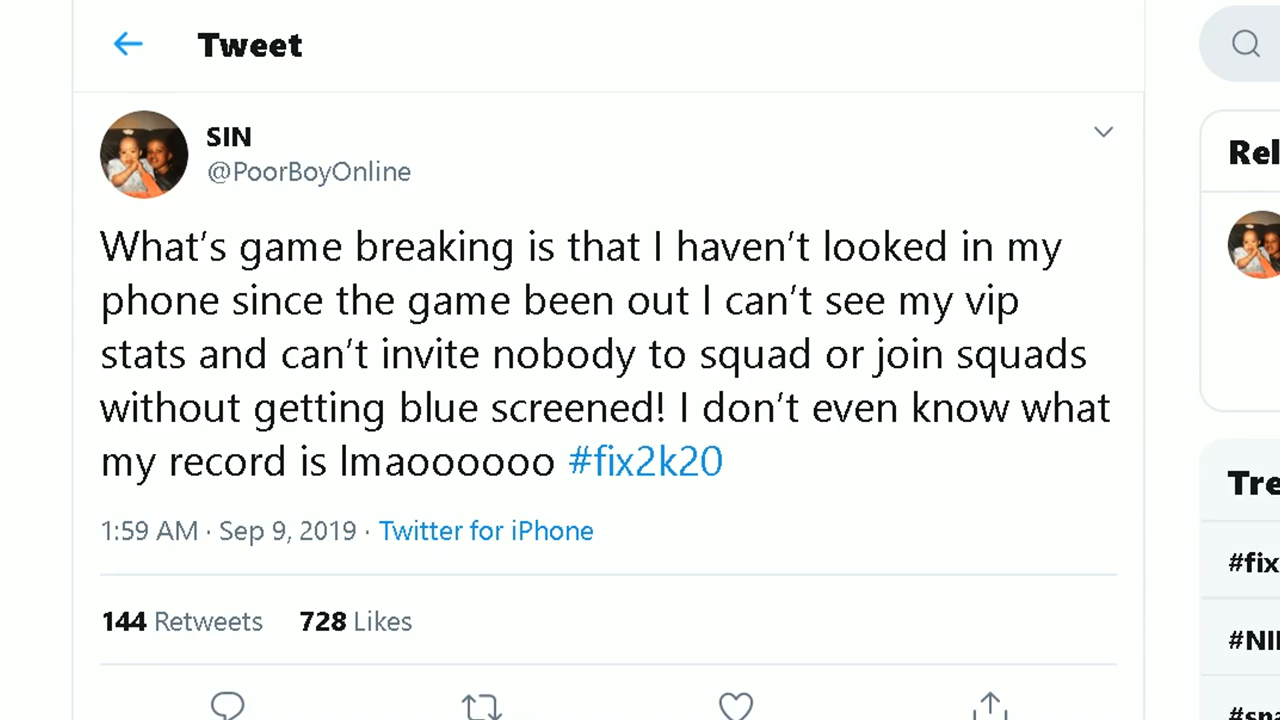 Tweet
SIN
@PoorBoyOnline
What's game breaking is that I haven't looked in my
phone since the game been out I can't see my vip
stats and can't invite nobody to squad or join squads
without getting blue screened! I don't even know what
my record is lmaoooooo #fix2k20
1:59 AM · Sep 9, 2019 · Twitter for iPhone
144 Retweets 728 Likes
Rel
Tre
#fix